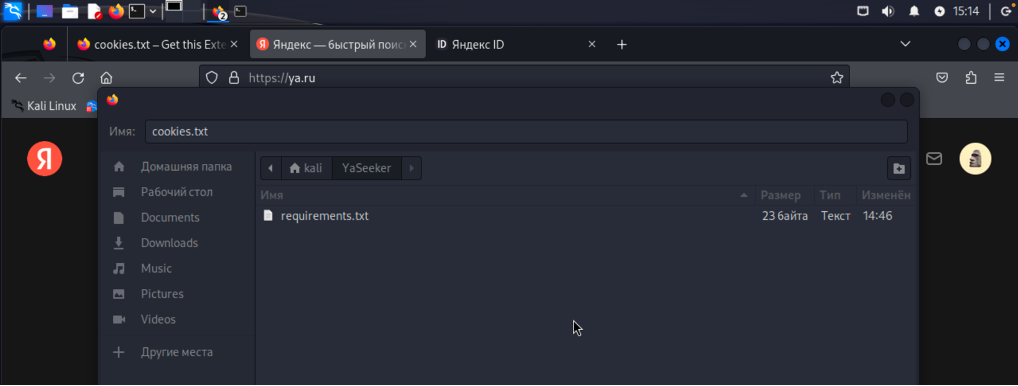 2
15:14
cookies.txt – Get this Exte
Яндекс — быстрый поис
ID Яндекс ID
https://ya.ru
Kali Linux
Имя: cookies.txt
Я
Домашняя папка
Рабочий стол
Documents
Downloads
Music
Pictures
Videos
Другие места
kali YaSeeker
Имя Размер Тип Изменён
requirements.txt 23 байта Текст 14:46